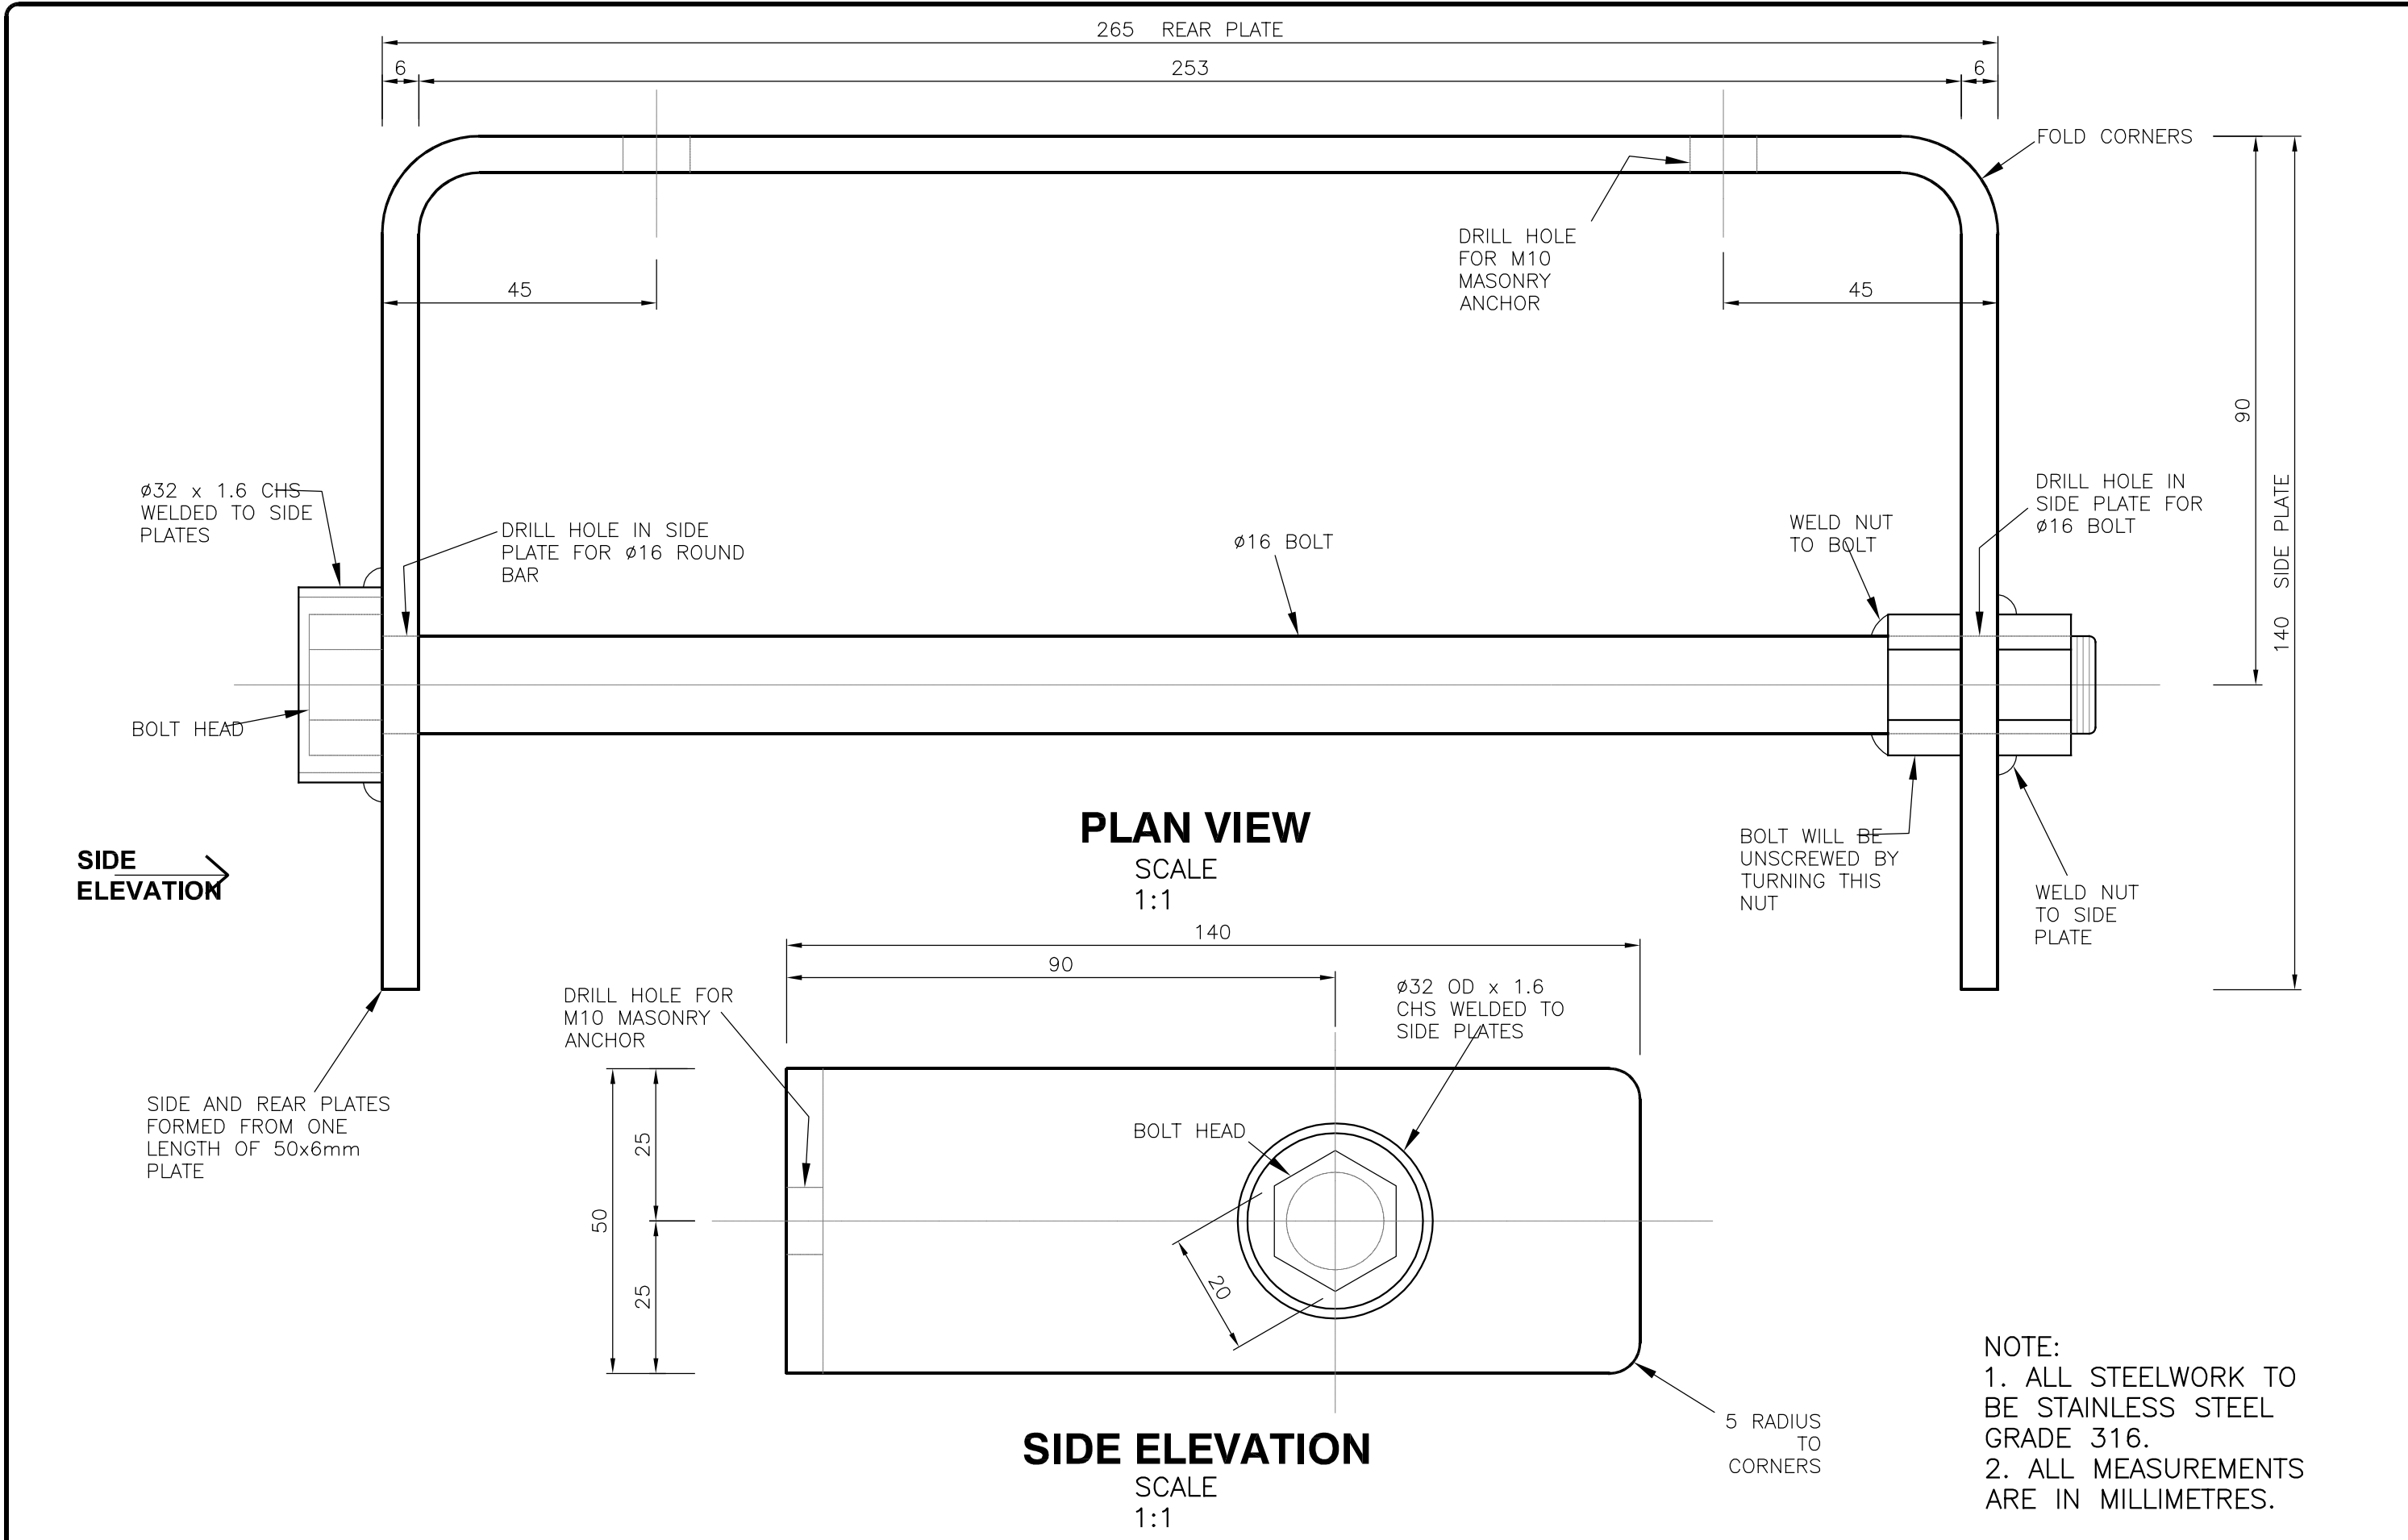 265  REAR PLATE
6
253
6
FOLD CORNERS
DRILL HOLE
FOR M10
MASONRY
ANCHOR
45
45
90
140  SIDE PLATE
ø32 x 1.6 CHS
WELDED TO SIDE
PLATES
DRILL HOLE IN SIDE
PLATE FOR ø16 ROUND
BAR
ø16 BOLT
WELD NUT
TO BOLT
DRILL HOLE IN
SIDE PLATE FOR
ø16 BOLT
BOLT HEAD
PLAN VIEW
SCALE
1:1
SIDE
ELEVATION
BOLT WILL BE
UNSCREWED BY
TURNING THIS
NUT
WELD NUT
TO SIDE
PLATE
140
90
DRILL HOLE FOR
M10 MASONRY
ANCHOR
ø32 OD x 1.6
CHS WELDED TO
SIDE PLATES
SIDE AND REAR PLATES
FORMED FROM ONE
LENGTH OF 50x6mm
PLATE
BOLT HEAD
25
50
25
20
5 RADIUS
TO
CORNERS
SIDE ELEVATION
SCALE
1:1
NOTE:
1. ALL STEELWORK TO
BE STAINLESS STEEL
GRADE 316.
2. ALL MEASUREMENTS
ARE IN MILLIMETRES.